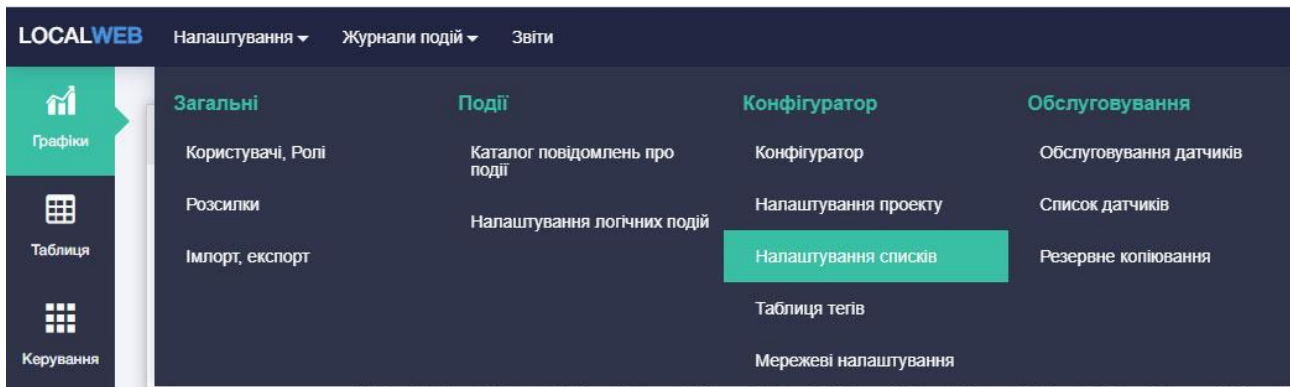 LOCALWEB Налаштування Журнали подій Звіти
Графіки
Таблиця
Керування
Загальні
Користувачі, Ролі
Розсилки
Імпорт, експорт
Події
Каталог повідомлень про
події
Налаштування логічних подій
Конфігуратор
Конфігуратор
Налаштування проекту
Налаштування списків
Таблиця тегів
Мережеві налаштування
Обслуговування
Обслуговування датчиків
Список датчиків
Резервне копіювання